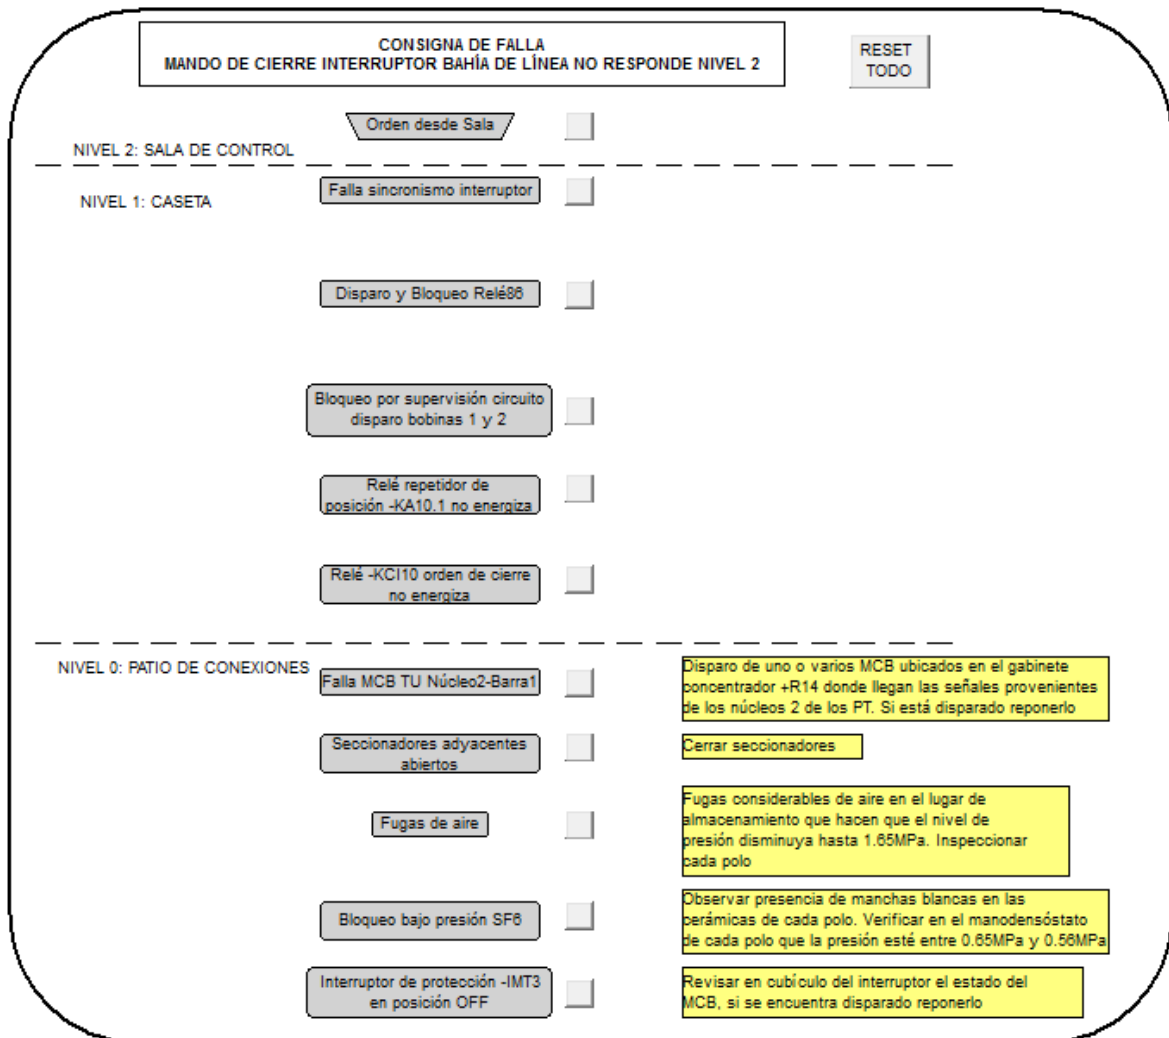 CONSIGNA DE FALLA
MANDO DE CIERRE INTERRUPTOR BAHÍA DE LÍNEA NO RESPONDE NIVEL 2
RESET
TODO
Orden desde Sala
NIVEL 2: SALA DE CONTROL
NIVEL 1: CASETA
Falla sincronismo interruptor
Disparo y Bloqueo Relé86
Bloqueo por supervisión circuito
disparo bobinas 1 y 2
Relé repetidor de
posición -KA10.1 no energiza
Relé -KCI10 orden de cierre
no energiza
NIVEL 0: PATIO DE CONEXIONES
Falla MCB TU Núcleo2-Barra1
Disparo de uno o varios MCB ubicados en el gabinete
concentrador +R14 donde llegan las señales provenientes
de los núcleos 2 de los PT. Si está disparado reponerlo
Seccionadores adyacentes
abiertos
Cerrar seccionadores
Fugas de aire
Fugas considerables de aire en el lugar de
almacenamiento que hacen que el nivel de
presión disminuya hasta 1.65MPa. Inspeccionar
cada polo
Bloqueo bajo presión SF6
Observar presencia de manchas blancas en las
cerámicas de cada polo. Verificar en el manodensóstato
de cada polo que la presión esté entre 0.65MPa y 0.56MPa
Interruptor de protección -IMT3
en posición OFF
Revisar en cubículo del interruptor el estado del
MCB, si se encuentra disparado reponerlo